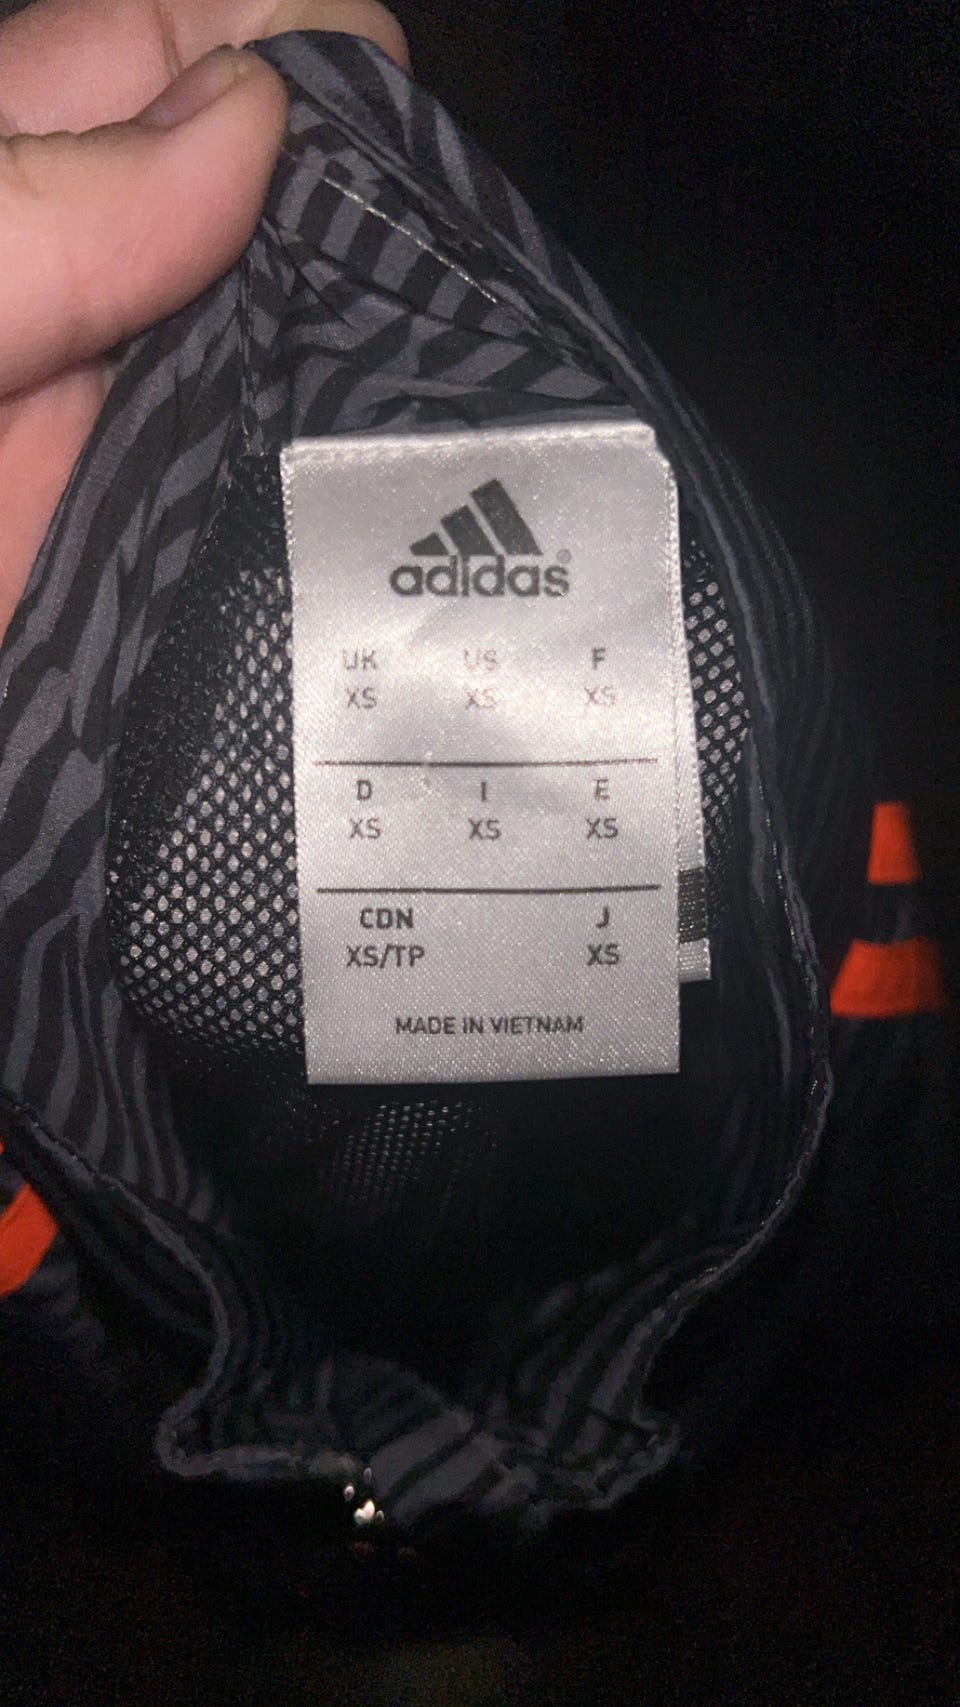 adidas®
UK US F
XS XS XS
D I E
XS XS XS
CDN J
XS/TP XS
MADE IN VIETNAM